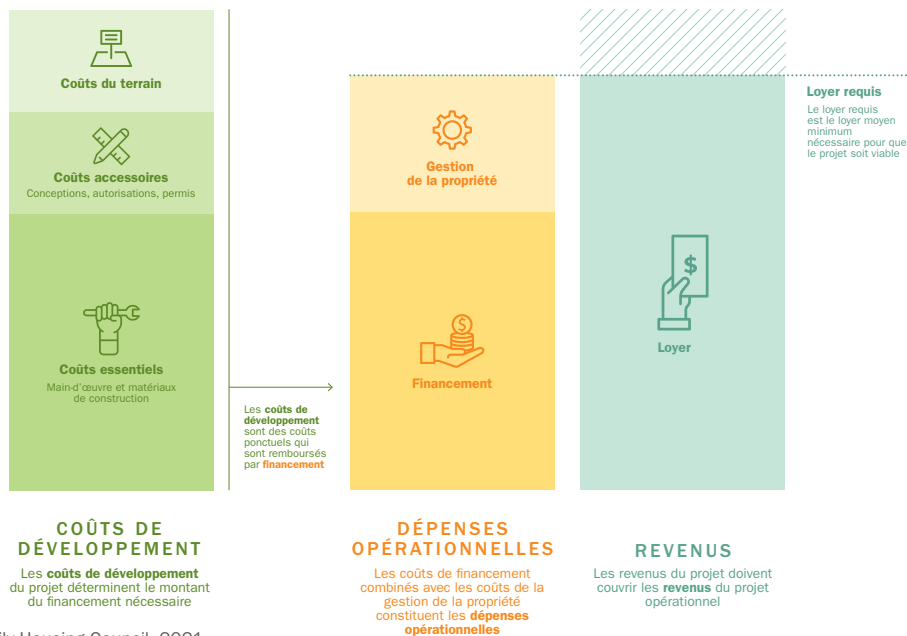 Coûts du terrain
Coûts accessoires
Conceptions, autorisations, permis
Coûts essentiels
Main-d'œuvre et matériaux
de construction
Les coûts de
développement
sont des coûts
ponctuels qui
sont remboursés
par financement
Gestion
de la propriété
$
Financement
$
Loyer
Loyer requis
Le loyer requis
est le loyer moyen
minimum
nécessaire pour que
le projet soit viable
COÛTS DE
DÉVELOPPEMENT
Les coûts de développement
du projet déterminent le montant
du financement nécessaire
DÉPENSES
OPÉRATIONNELLES
Les coûts de financement
combinés avec les coûts de la
gestion de la propriété
constituent les dépenses
opérationnelles
REVENUS
Les revenus du projet doivent
couvrir les revenus du projet
opérationnel
Housing Council, 2021